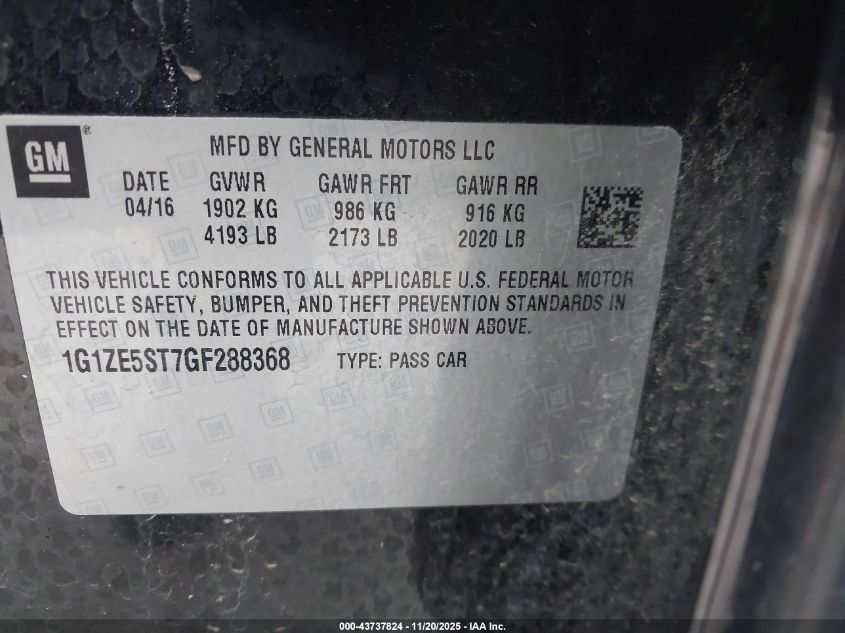 GM ®
MFD BY GENERAL MOTORS LLC
DATE GVWR GAWR FRT GAWR RR
04/16 1902 KG 986 KG 916 KG
4193 LB 2173 LB 2020 LB
THIS VEHICLE CONFORMS TO ALL APPLICABLE U.S. FEDERAL MOTOR
VEHICLE SAFETY, BUMPER, AND THEFT PREVENTION STANDARDS IN
EFFECT ON THE DATE OF MANUFACTURE SHOWN ABOVE.
1G1ZE5ST7GF288368 TYPE: PASS CAR
000-43737824 - 11/20/2025 - IAA Inc.